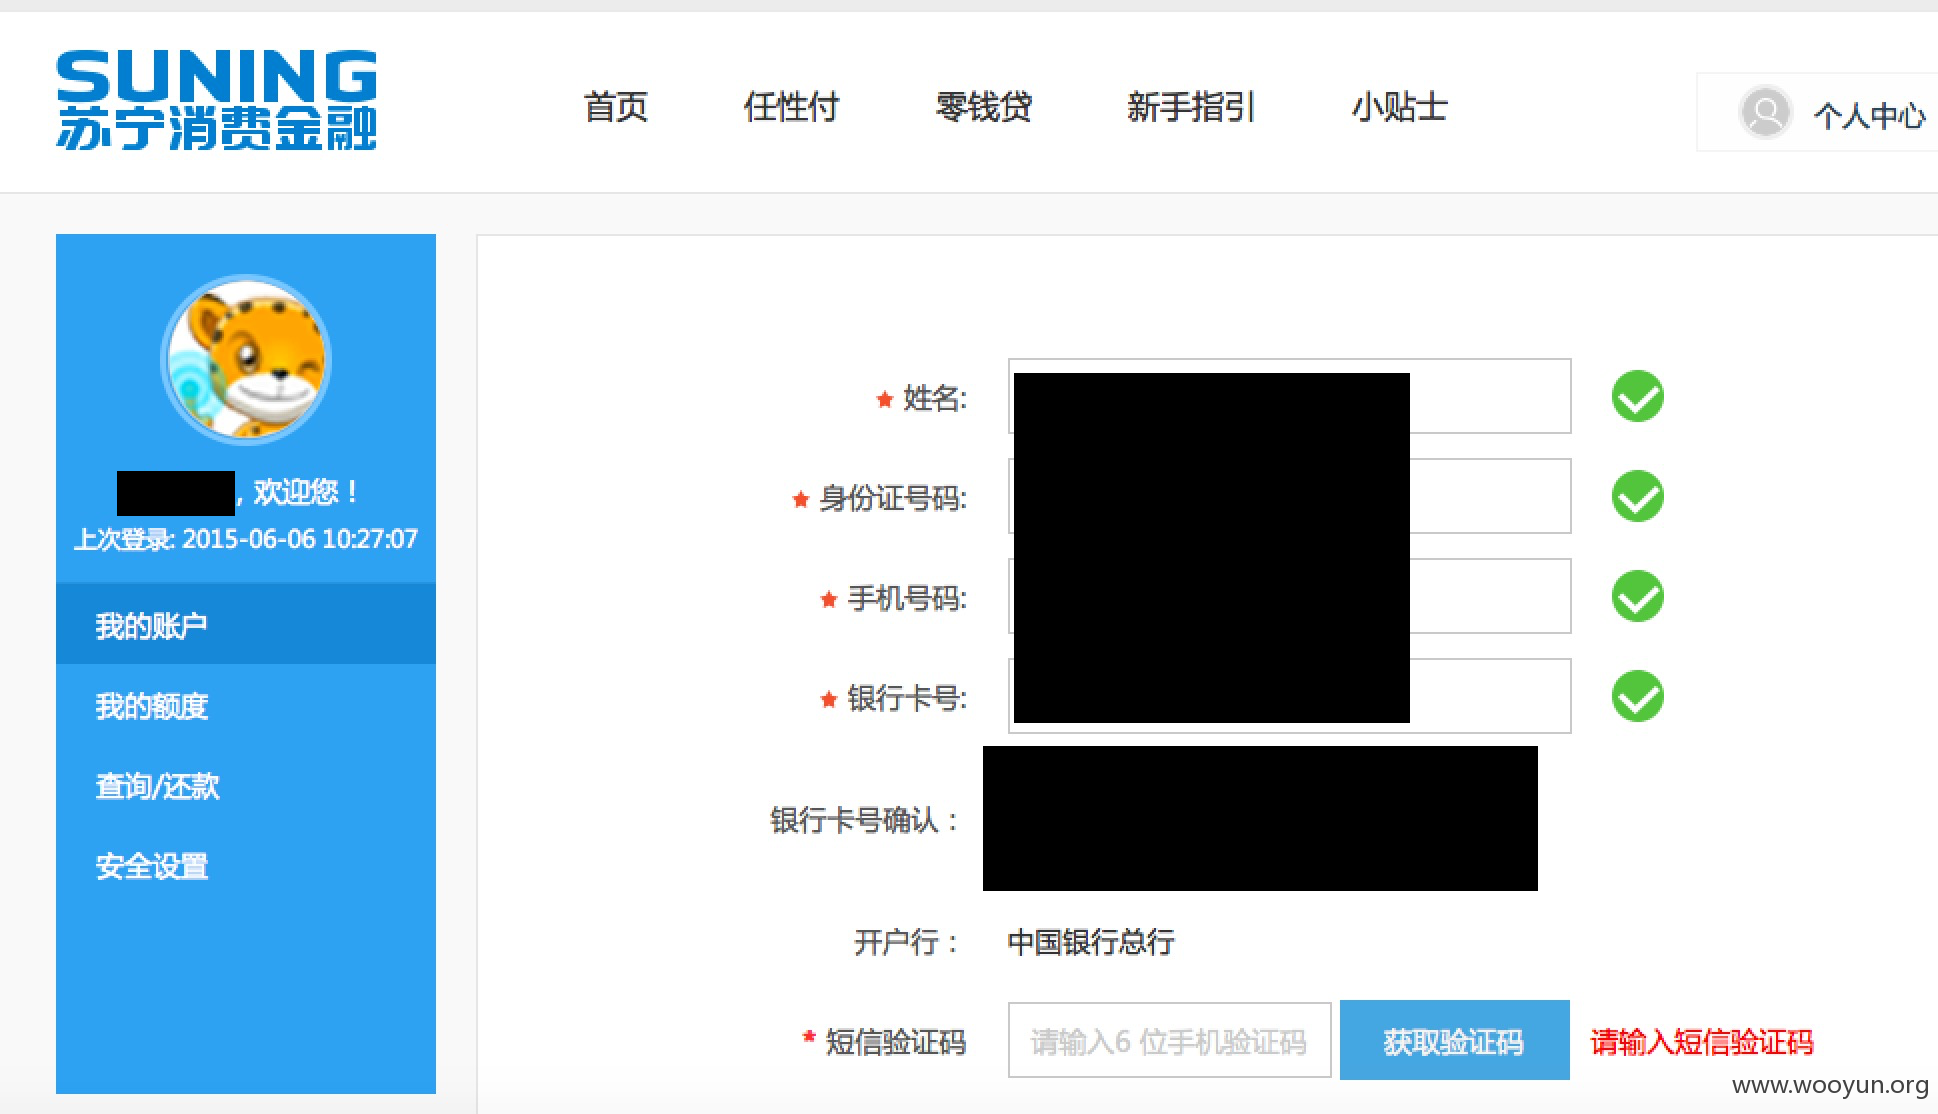 SUNING
苏宁消费金融
首页 任性付 零钱贷 新手指引 小贴士 个人中心
, 欢迎您！
上次登录: 2015-06-06 10:27:07
我的账户
我的额度
查询/还款
安全设置
★ 姓名:
★ 身份证号码:
★ 手机号码:
★ 银行卡号:
银行卡号确认：
开户行： 中国银行总行
* 短信验证码 请输入6 位手机验证码 获取验证码 请输入短信验证码
www.wooyun.org